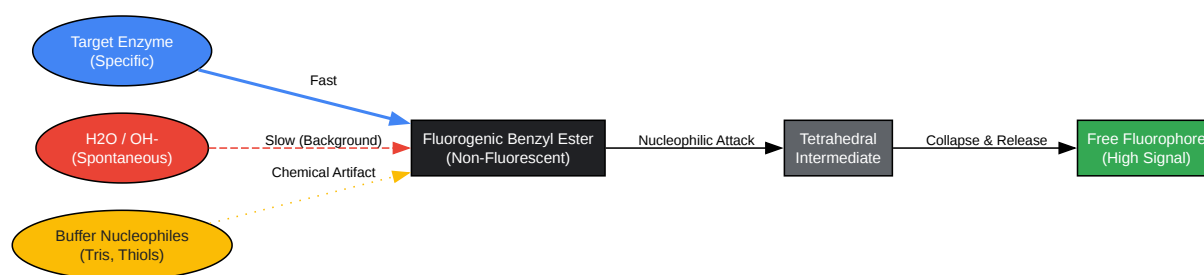 Target Enzyme
(Specific)
Fast
H2O / OH-
(Spontaneous)
Slow (Background)
Chemical Artifact
Buffer Nucleophiles
(Tris, Thiols)
Fluorogenic Benzyl Ester
(Non-Fluorescent)
Nucleophilic Attack
Tetrahedral
Intermediate
Collapse & Release
Free Fluorophore
(High Signal)